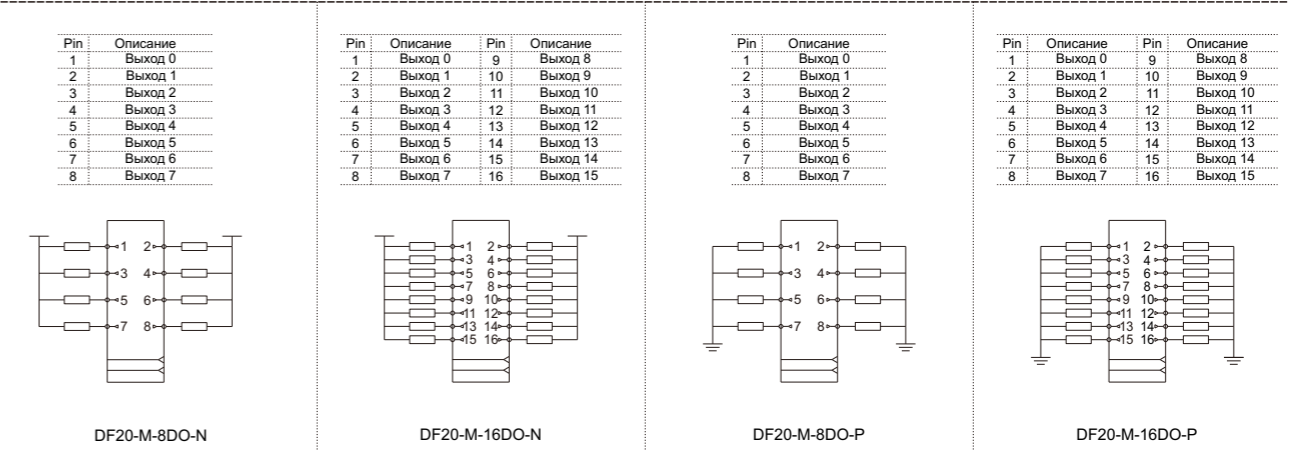 Pin Описание
1 Выход 0
2 Выход 1
3 Выход 2
4 Выход 3
5 Выход 4
6 Выход 5
7 Выход 6
8 Выход 7
1 2
3 4
5 6
7 8
DF20-M-8DO-N
Pin Описание Pin Описание
1 Выход 0 9 Выход 8
2 Выход 1 10 Выход 9
3 Выход 2 11 Выход 10
4 Выход 3 12 Выход 11
5 Выход 4 13 Выход 12
6 Выход 5 14 Выход 13
7 Выход 6 15 Выход 14
8 Выход 7 16 Выход 15
1 2
3 4
5 6
7 8
9 10
11 12
13 14
15 16
DF20-M-16DO-N
Pin Описание
1 Выход 0
2 Выход 1
3 Выход 2
4 Выход 3
5 Выход 4
6 Выход 5
7 Выход 6
8 Выход 7
1 2
3 4
5 6
7 8
DF20-M-8DO-P
Pin Описание Pin Описание
1 Выход 0 9 Выход 8
2 Выход 1 10 Выход 9
3 Выход 2 11 Выход 10
4 Выход 3 12 Выход 11
5 Выход 4 13 Выход 12
6 Выход 5 14 Выход 13
7 Выход 6 15 Выход 14
8 Выход 7 16 Выход 15
1 2
3 4
5 6
7 8
9 10
11 12
13 14
15 16
DF20-M-16DO-P